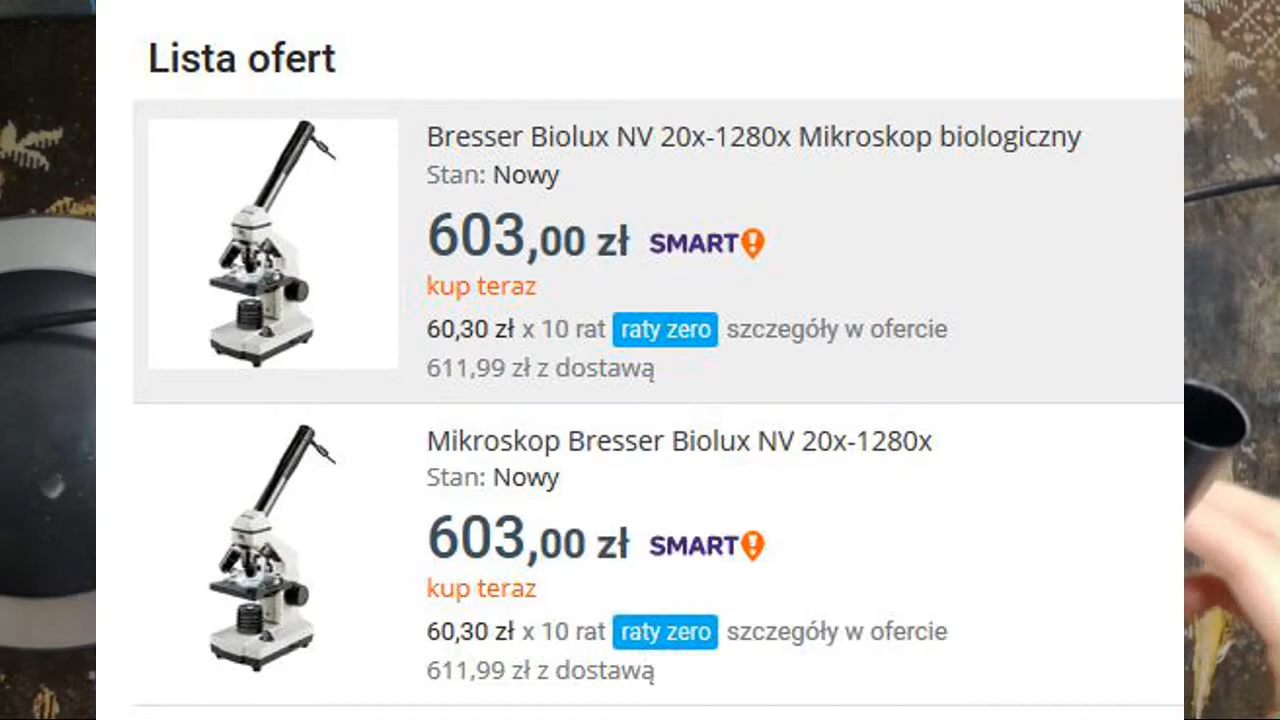 Lista ofert
Bresser Biolux NV 20x-1280x Mikroskop biologiczny
Stan: Nowy
603,00 zł SMART!
kup teraz
60,30 zł x 10 rat raty zero szczegóły w ofercie
611,99 zł z dostawą
Mikroskop Bresser Biolux NV 20x-1280x
Stan: Nowy
603,00 zł SMART!
kup teraz
60,30 zł x 10 rat raty zero szczegóły w ofercie
611,99 zł z dostawą